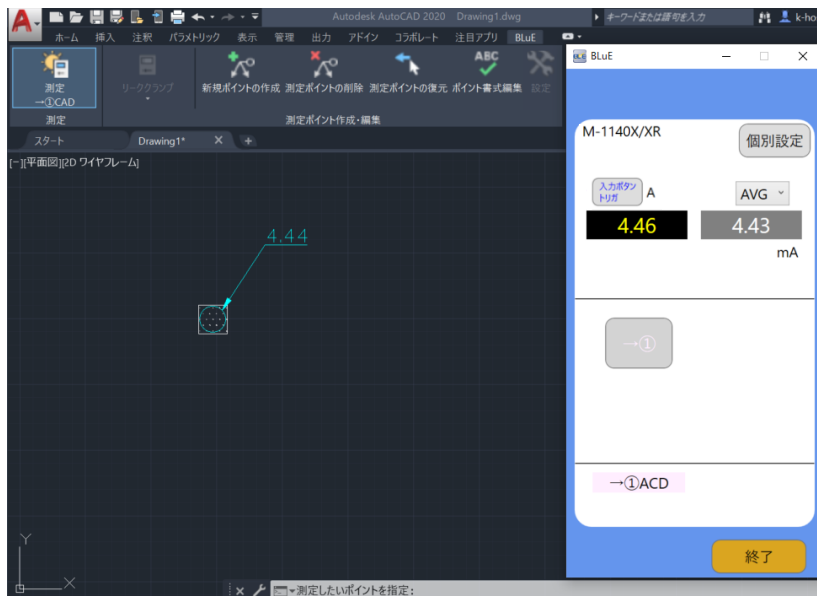 Autodesk AutoCAD 2020 Drawing1.dwg
キーワードまたは語句を入力
k-ho
ホーム 挿入 注釈 パラメトリック 表示 管理 出力 アドイン コラボレート 注目アプリ BLuE
測定
→①CAD
リーククランプ
新規ポイントの作成 測定ポイントの削除 測定ポイントの復元 ポイント書式編集 設定
ABC
測定
測定ポイント作成・編集
スタート Drawing1*
[-][平面図][2D ワイヤフレーム]
4.44
Y
X
測定したいポイントを指定:
BLuE
M-1140X/XR
個別設定
入力ボタン
トリガ
A
AVG
4.46 4.43
mA
→①
→①ACD
終了